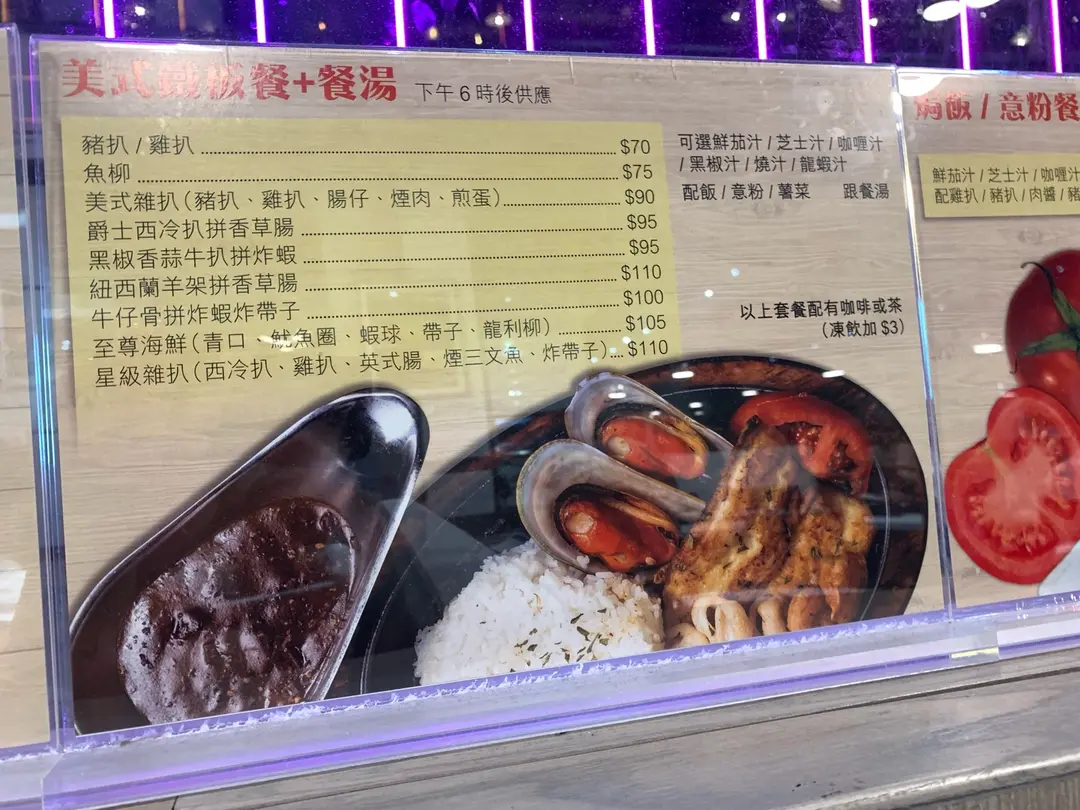 美式鐵板餐+餐湯 下午6時後供應
豬扒 / 雞扒 $70
魚柳 $75
美式雜扒(豬扒、雞扒、腸仔、煙肉、煎蛋) $90
爵士西冷扒拼香草腸 $95
黑椒香蒜牛扒拼炸蝦 $95
紐西蘭羊架拼香草腸 $110
牛仔骨拼炸蝦炸帶子 $100
至尊海鮮(青口、魷魚圈、蝦球、帶子、龍利柳) $105
星級雜扒(西冷扒、雞扒、英式腸、煙三文魚、炸帶子) $110
可選鮮茄汁 / 芝士汁 / 咖喱汁
/ 黑椒汁 / 燒汁 / 龍蝦汁
配飯 / 意粉 / 薯菜 跟餐湯
以上套餐配有咖啡或茶
(凍飲加 $3)
焗飯 / 意粉餐
鮮茄汁 / 芝士汁 / 咖喱汁
配雞扒 / 豬扒 / 肉醬 / 豬